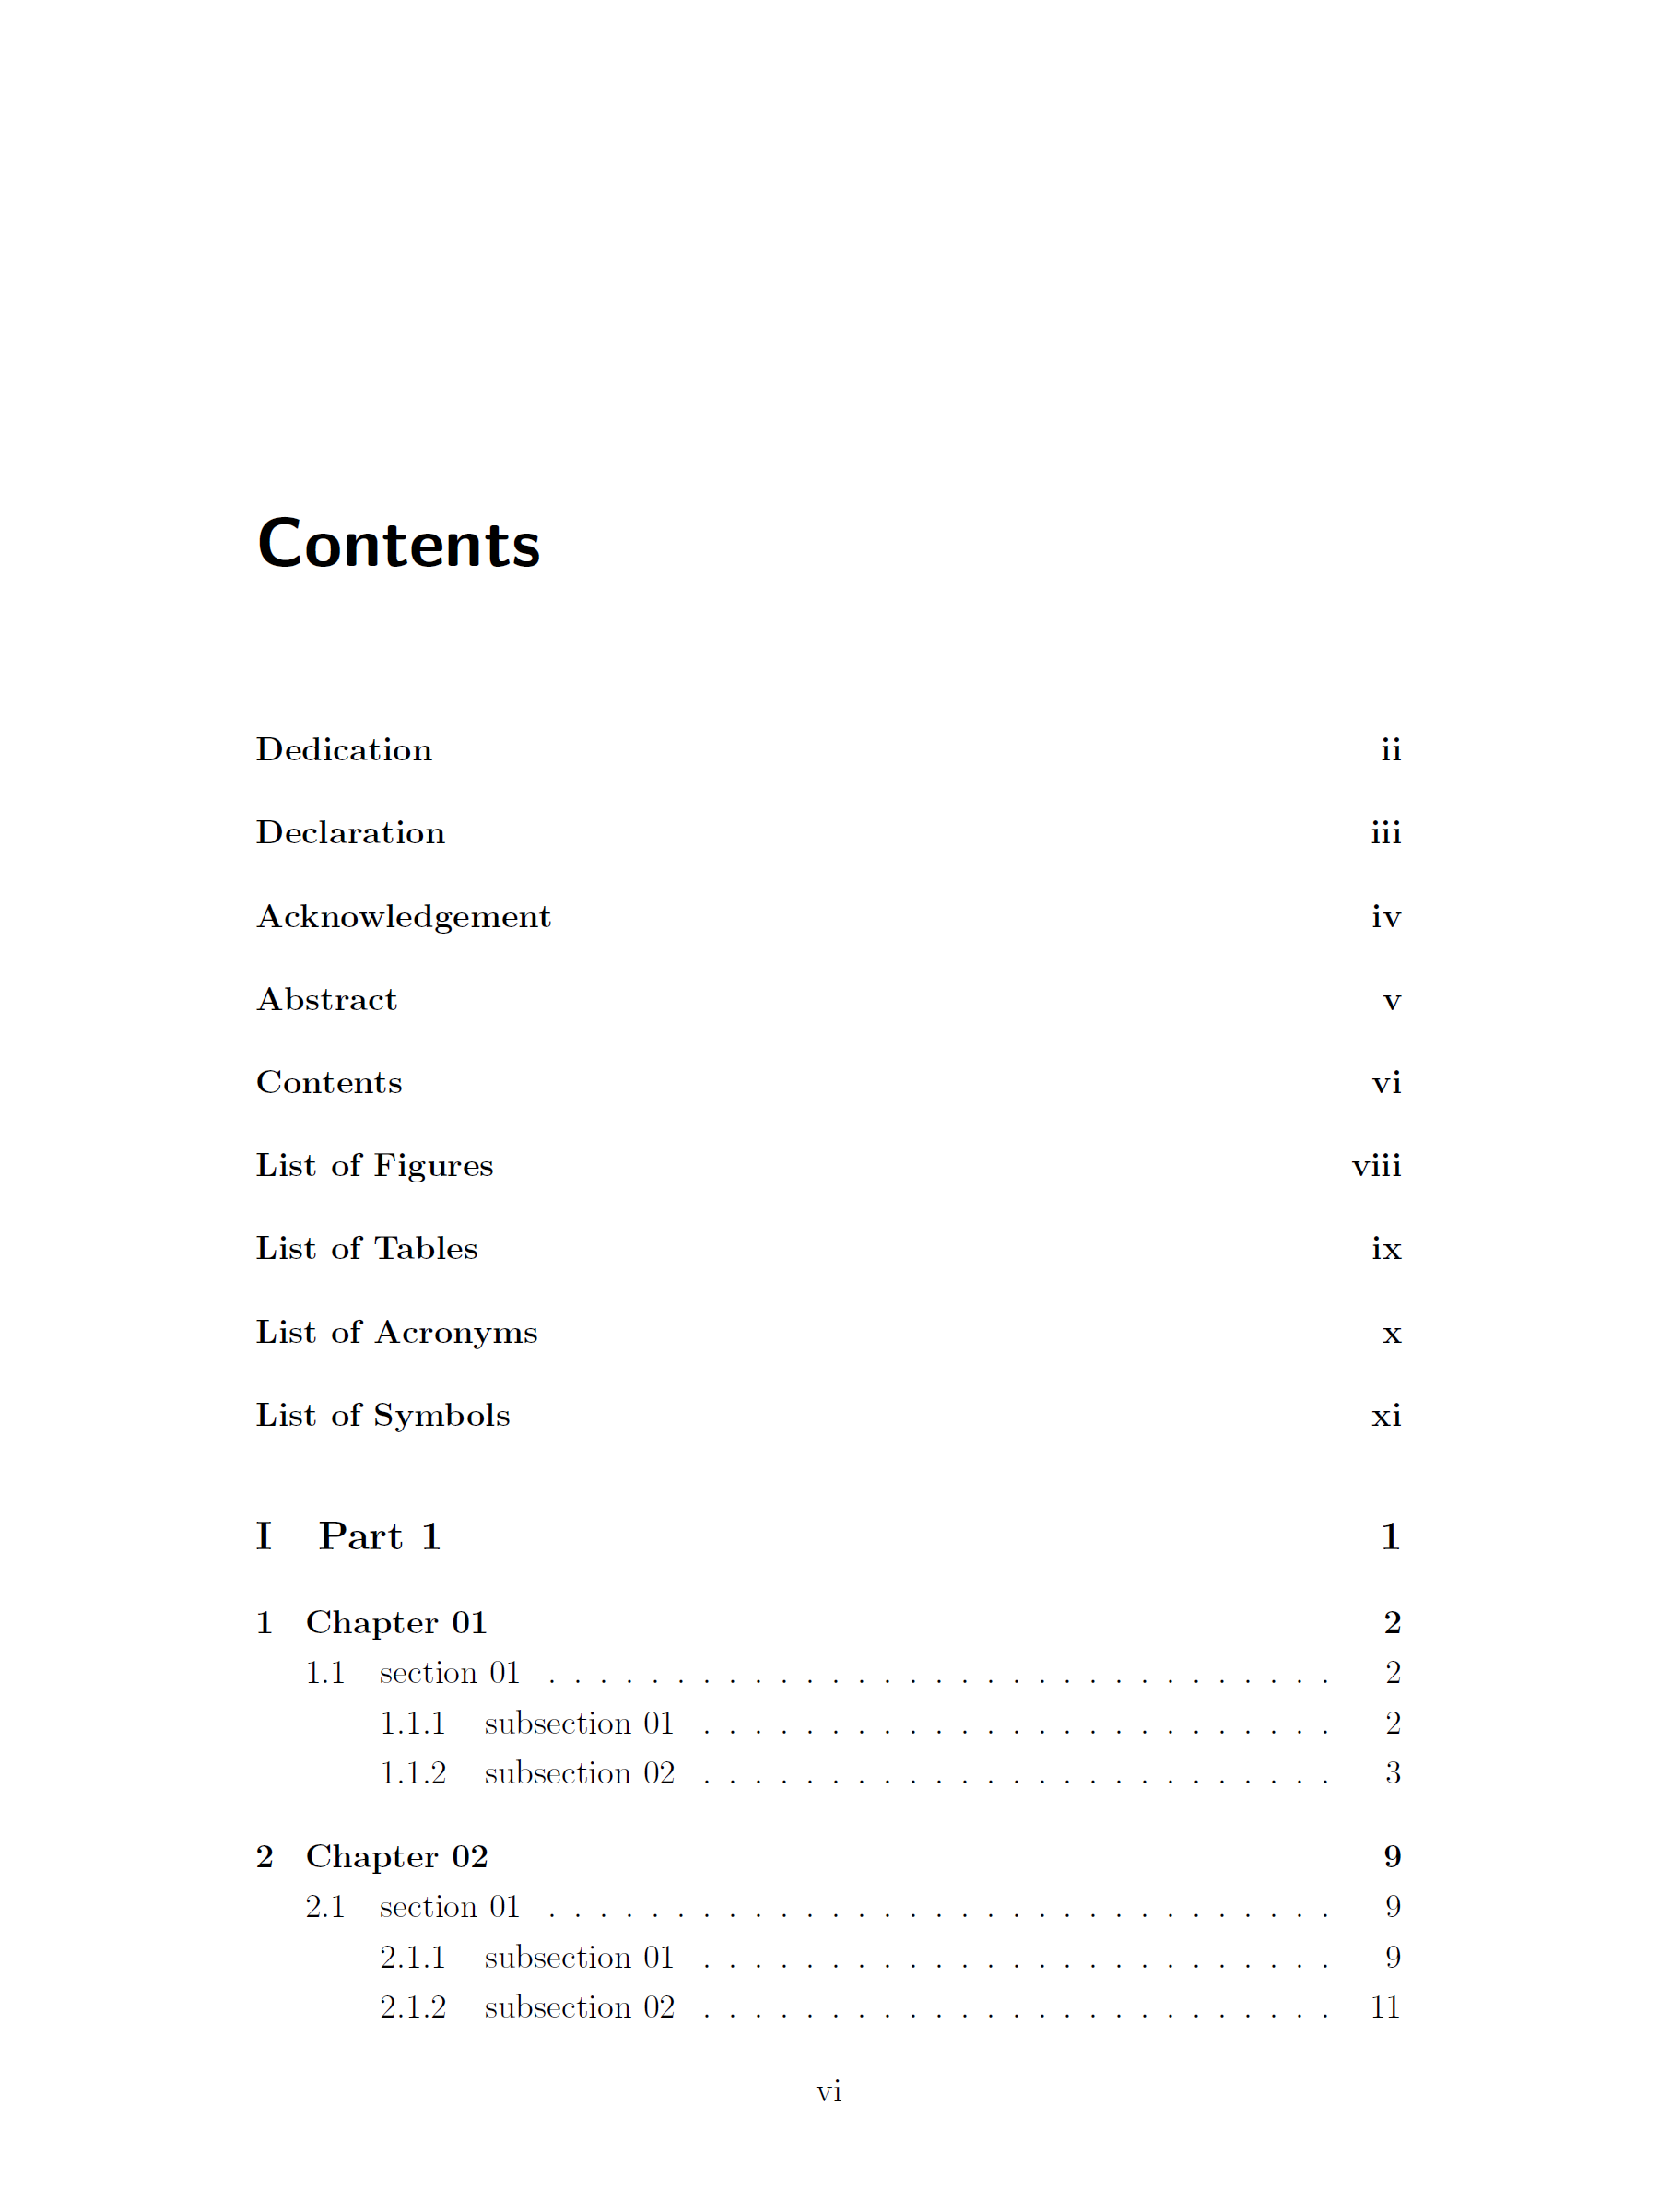 Contents
Dedication ii
Declaration iii
Acknowledgement iv
Abstract v
Contents vi
List of Figures viii
List of Tables ix
List of Acronyms x
List of Symbols xi
I Part 1 1
1 Chapter 01 2
1.1 section 01 . . . . . . . . . . . . . . . . . . . . . . . . . . . . . . . 2
1.1.1 subsection 01 . . . . . . . . . . . . . . . . . . . . . . . . . 2
1.1.2 subsection 02 . . . . . . . . . . . . . . . . . . . . . . . . . 3
2 Chapter 02 9
2.1 section 01 . . . . . . . . . . . . . . . . . . . . . . . . . . . . . . . 9
2.1.1 subsection 01 . . . . . . . . . . . . . . . . . . . . . . . . . 9
2.1.2 subsection 02 . . . . . . . . . . . . . . . . . . . . . . . . . 11
vi